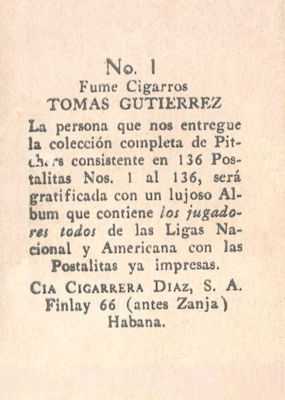 No. 1
Fume Cigarros
TOMAS GUTIERREZ
La persona que nos entregue
la colección completa de Pit-
chers consistente en 136 Pos-
talitas Nos. 1 al 136, será
gratificada con un lujoso Al-
bum que contiene los jugado-
res todos de las Ligas Na-
cional y Americana con las
Postalitas ya impresas.
CIA CIGARRERA DIAZ, S. A.
Finlay 66 (antes Zanja)
Habana.